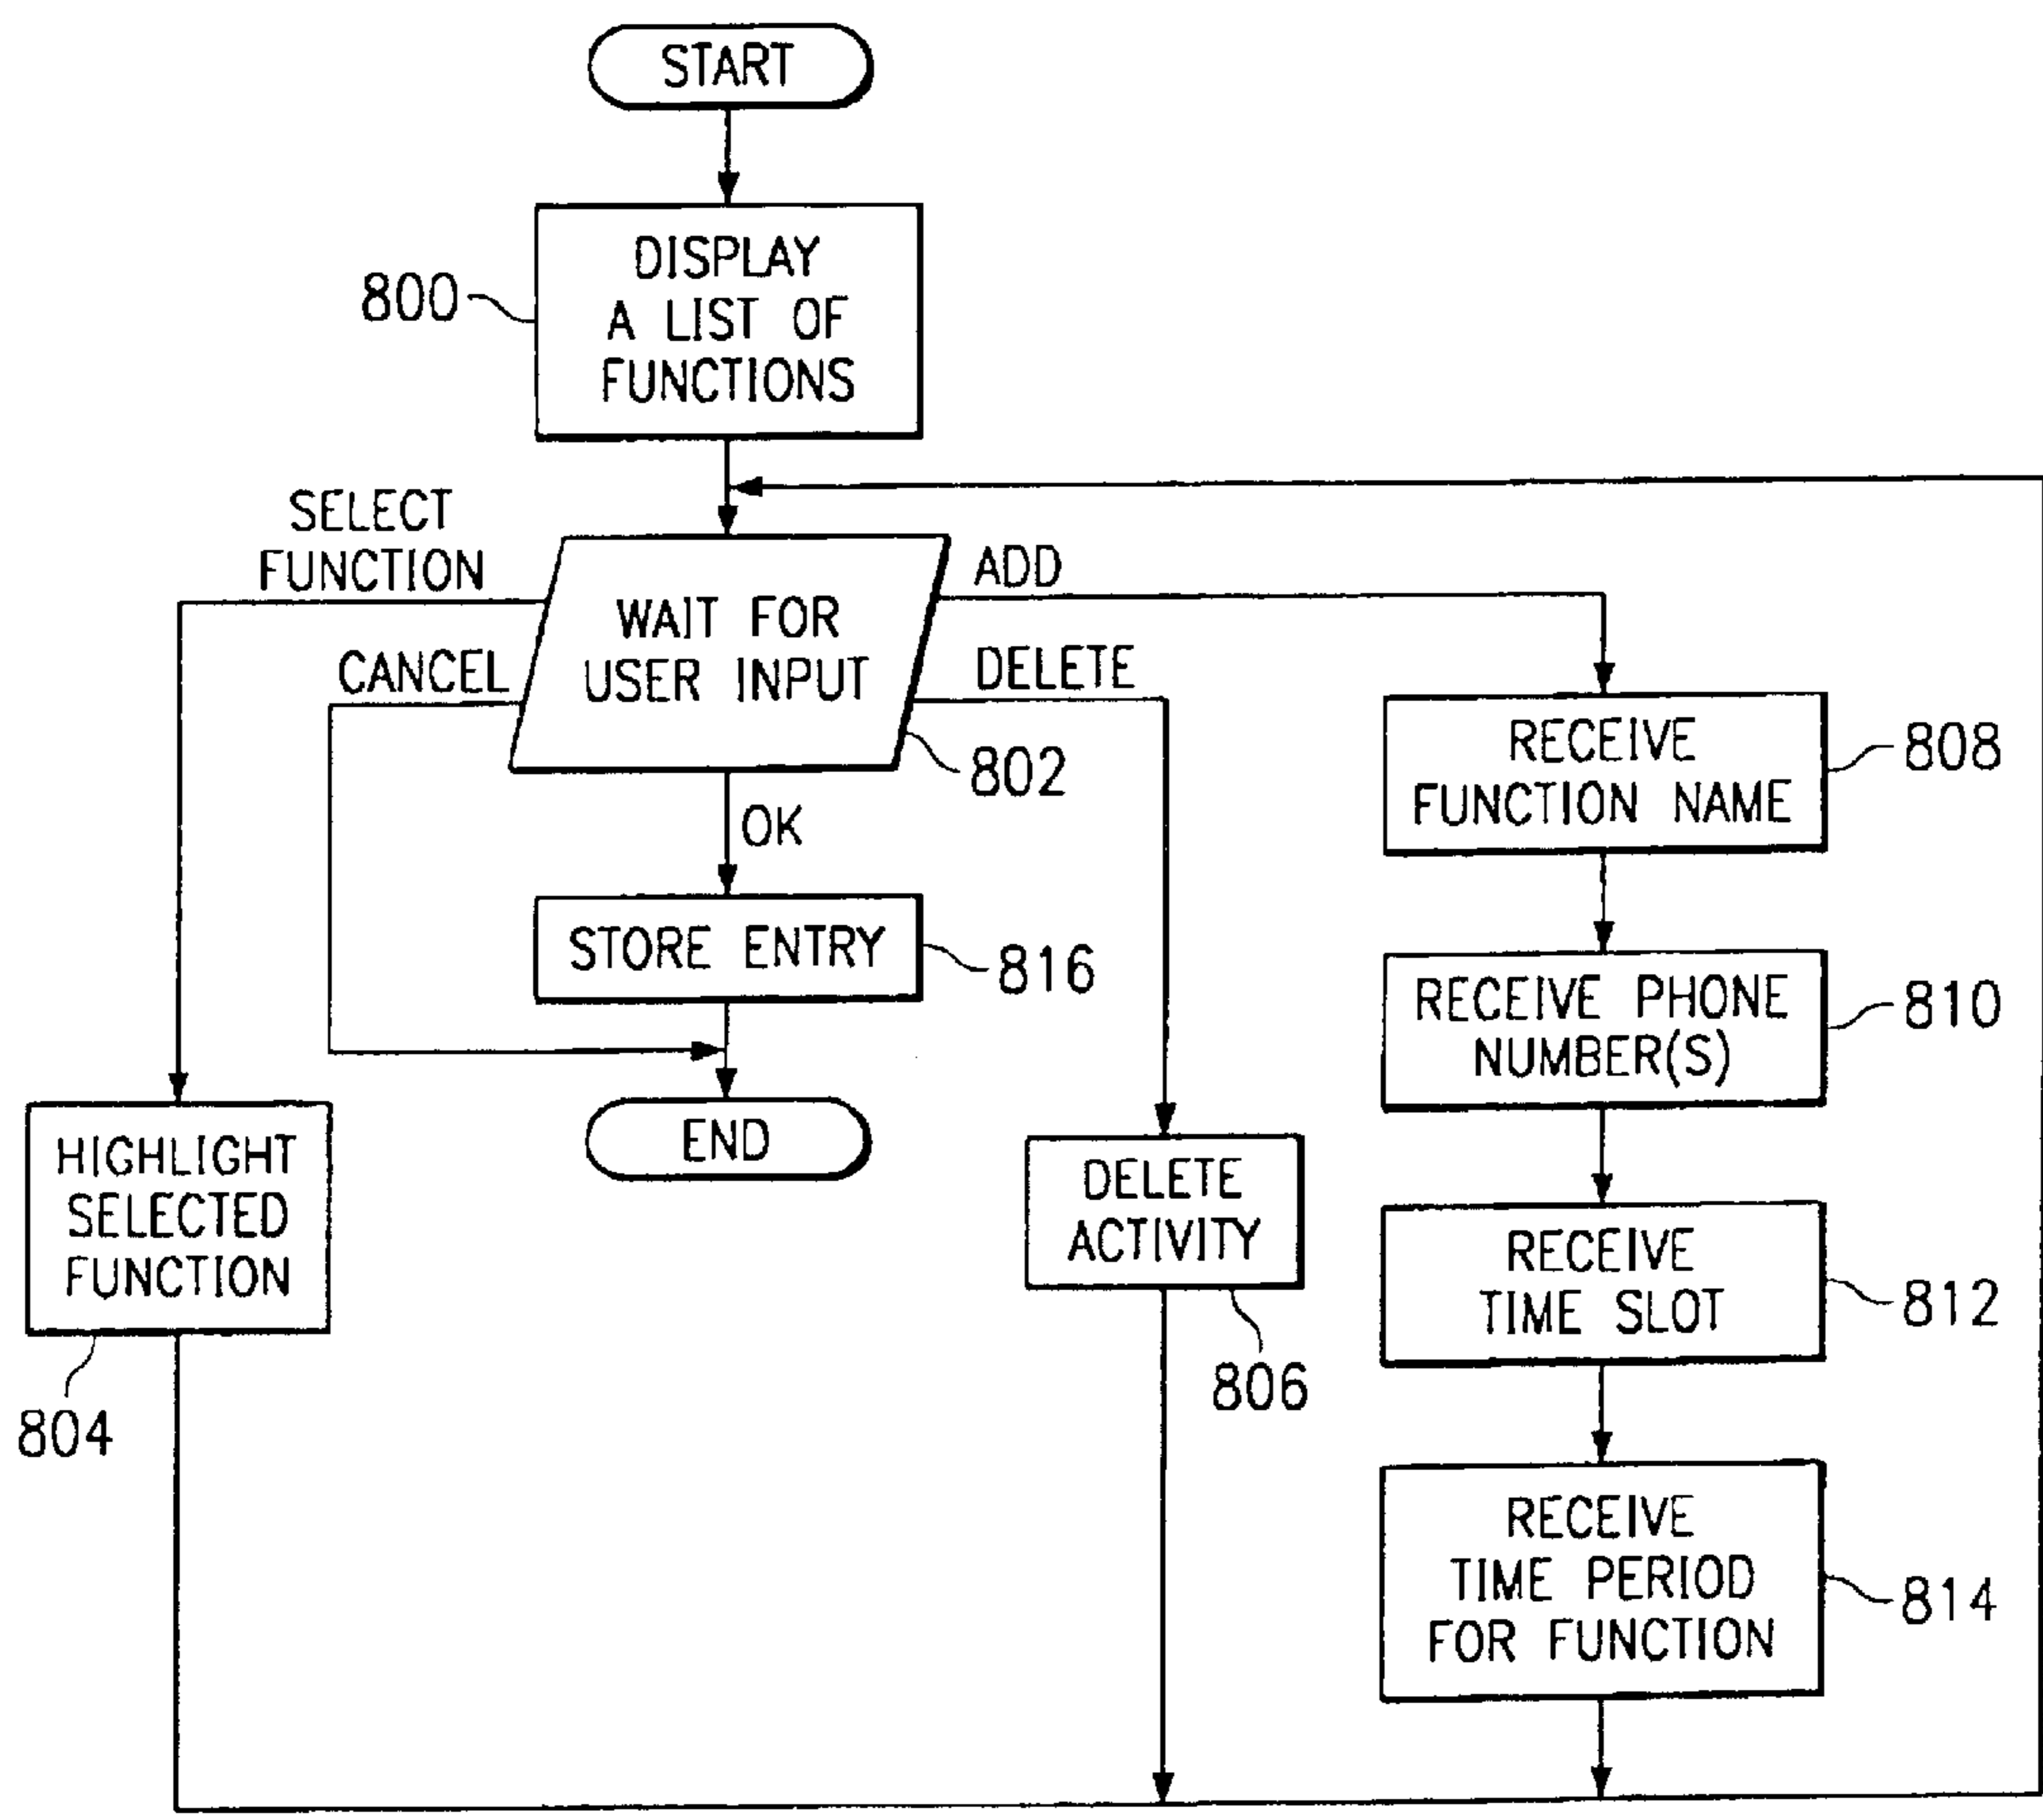 START
DISPLAY
A LIST OF
FUNCTIONS
800
SELECT
FUNCTION
ADD
WAIT FOR
USER INPUT
CANCEL
DELETE
802
OK
STORE ENTRY
816
END
HIGHLIGHT
SELECTED
FUNCTION
804
DELETE
ACTIVITY
806
RECEIVE
FUNCTION NAME
808
RECEIVE PHONE
NUMBER(S)
810
RECEIVE
TIME SLOT
812
RECEIVE
TIME PERIOD
FOR FUNCTION
814